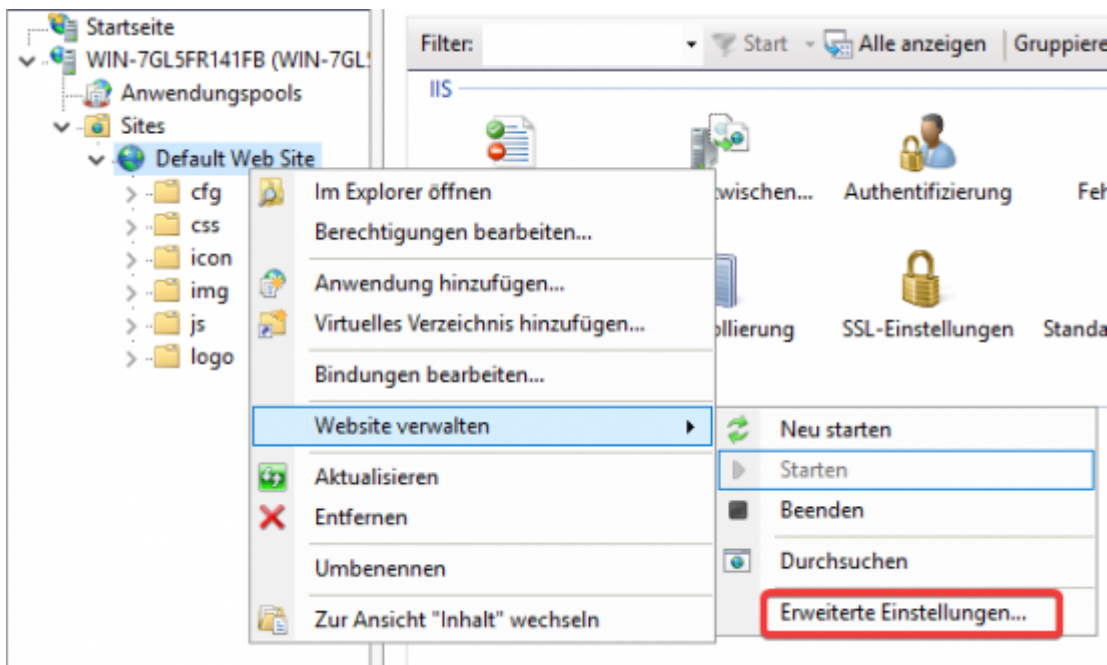 Startseite
WIN-7GL5FR141FB (WIN-7GL5
Anwendungspools
Sites
Default Web Site
cfg
css
icon
img
js
logo
Filter:
Start
Alle anzeigen
Gruppiere
IIS
wischen...
Authentifizierung
Feh
ollierung
SSL-Einstellungen
Standa
Im Explorer öffnen
Berechtigungen bearbeiten...
Anwendung hinzufügen...
Virtuelles Verzeichnis hinzufügen...
Bindungen bearbeiten...
Website verwalten
Aktualisieren
Entfernen
Umbenennen
Zur Ansicht "Inhalt" wechseln
Neu starten
Starten
Beenden
Durchsuchen
Erweiterte Einstellungen...